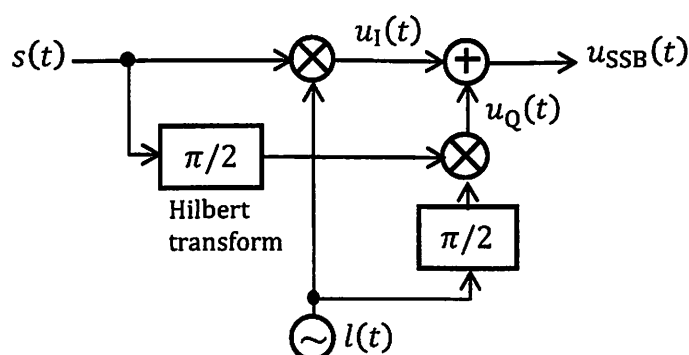 s(t)
u_I(t)
u_SSB(t)
u_Q(t)
π/2
Hilbert
transform
π/2
l(t)